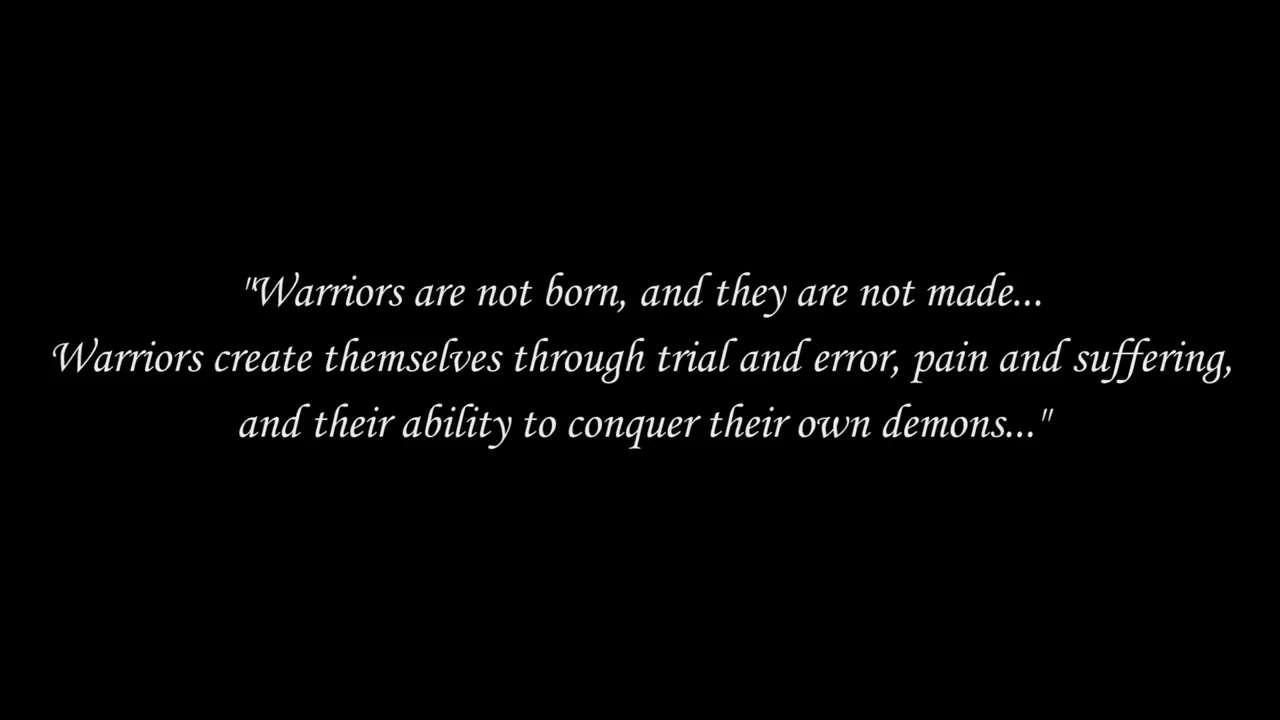 "Warriors are not born, and they are not made...
Warriors create themselves through trial and error, pain and suffering,
and their ability to conquer their own demons..."